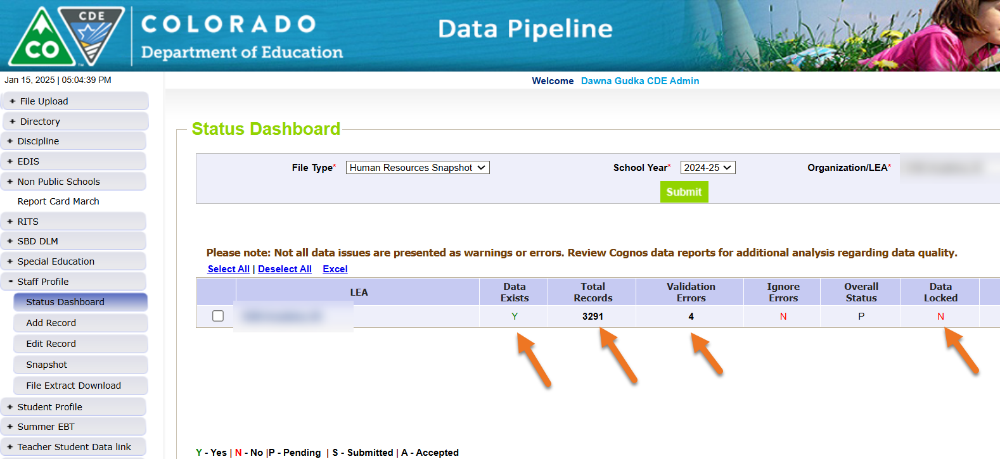 CDE
CO
COLORADO
Department of Education
Data Pipeline
Jan 15, 2025 | 05:04:39 PM
Welcome Dawna Gudka CDE Admin
+ File Upload
+ Directory
+ Discipline
+ EDIS
+ Non Public Schools
Report Card March
+ RITS
+ SBD DLM
+ Special Education
- Staff Profile
Status Dashboard
Add Record
Edit Record
Snapshot
File Extract Download
+ Student Profile
+ Summer EBT
+ Teacher Student Data link
Status Dashboard
File Type* Human Resources Snapshot School Year* 2024-25 Organization/LEA*
Submit
Please note: Not all data issues are presented as warnings or errors. Review Cognos data reports for additional analysis regarding data quality.
Select All | Deselect All Excel
LEA Data Exists Total Records Validation Errors Ignore Errors Overall Status Data Locked
Y 3291 4 N P N
Y - Yes | N - No |P - Pending | S - Submitted | A - Accepted